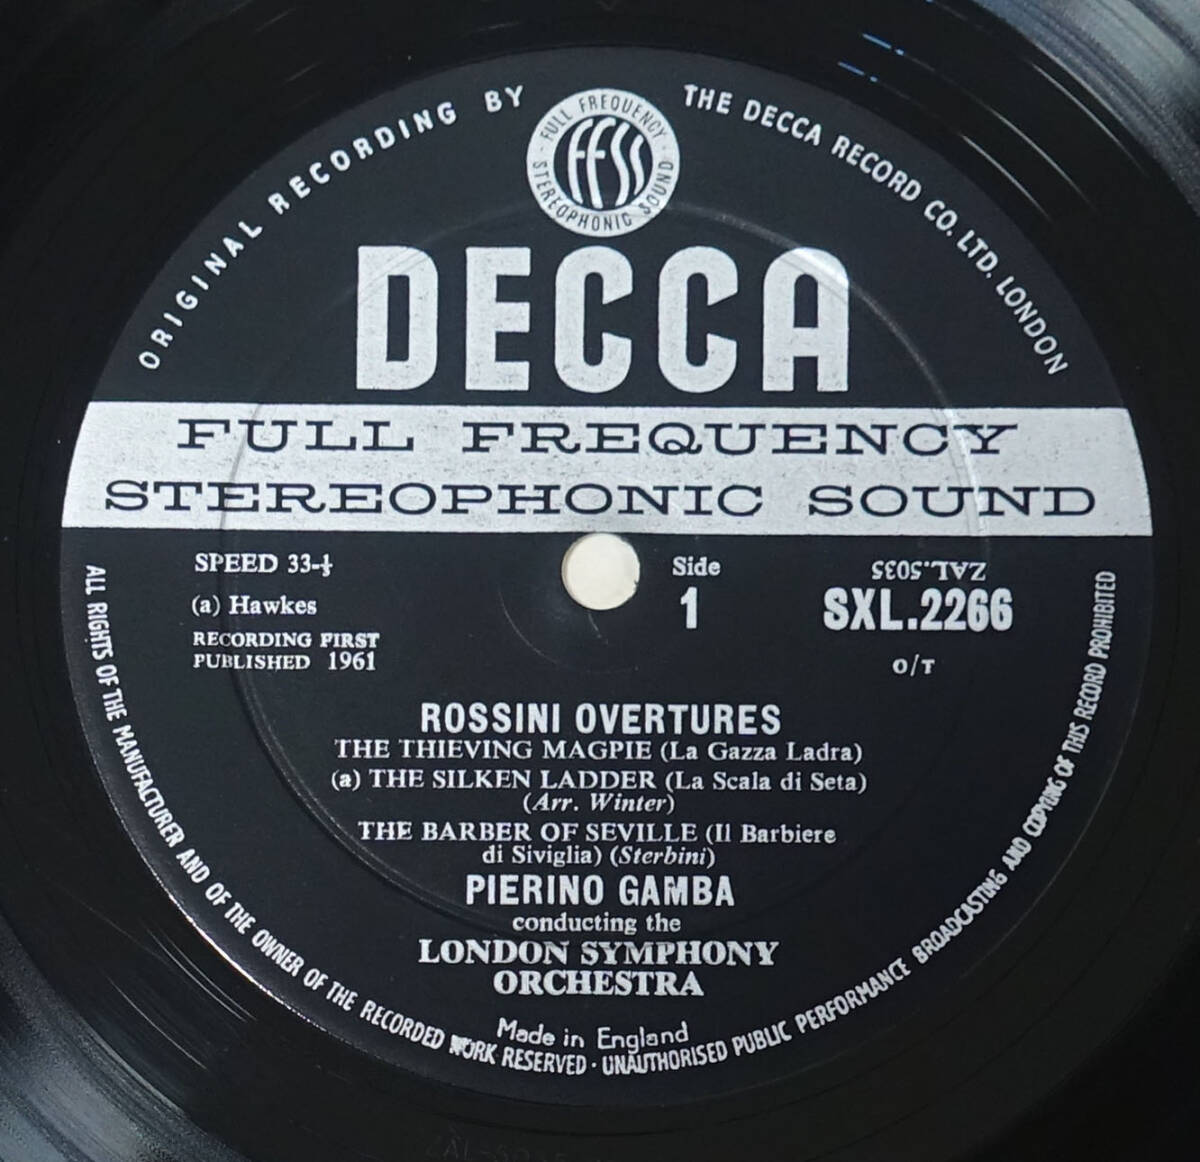 ORIGINAL RECORDING BY THE DECCA RECORD CO. LTD. LONDON
FULL FREQUENCY STEREOPHONIC SOUND
FFSS
DECCA
FULL FREQUENCY
STEREOPHONIC SOUND
SPEED 33-⅓
(a) Hawkes
RECORDING FIRST
PUBLISHED 1961
Side
1
ZAL.5035
SXL.2266
O/T
ROSSINI OVERTURES
THE THIEVING MAGPIE (La Gazza Ladra)
(a) THE SILKEN LADDER (La Scala di Seta)
(Arr. Winter)
THE BARBER OF SEVILLE (Il Barbiere
di Siviglia) (Sterbini)
PIERINO GAMBA
conducting the
LONDON SYMPHONY
ORCHESTRA
Made in England
ALL RIGHTS OF THE MANUFACTURER AND OF THE OWNER OF THE RECORDED WORK RESERVED · UNAUTHORISED PUBLIC PERFORMANCE BROADCASTING AND COPYING OF THIS RECORD PROHIBITED